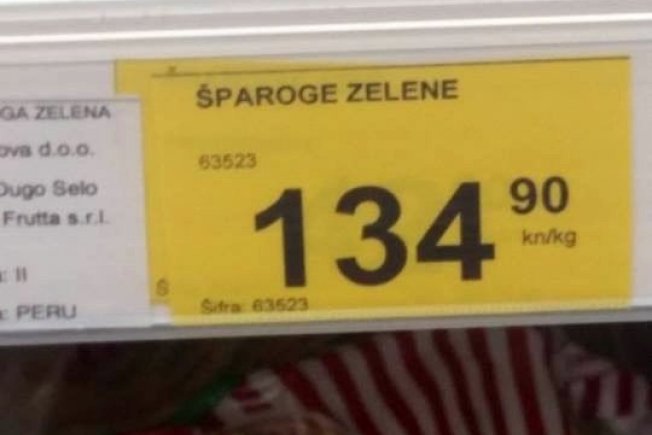 GA ZELENA
ova d.o.o.
Dugo Selo
Frutta s.r.l.
: II
: PERU
ŠPAROGE ZELENE
63523
134 90
kn/kg
Š
Šifra: 63523